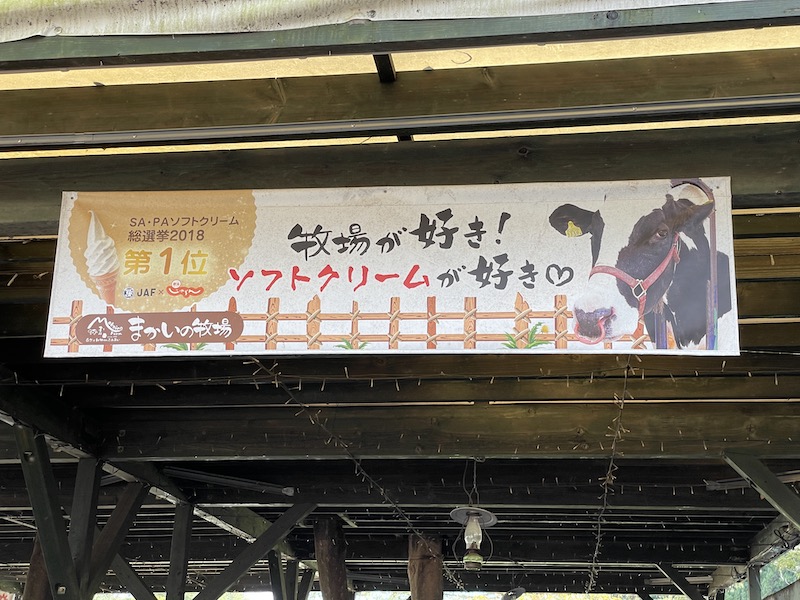 SA・PAソフトクリーム
総選挙2018
第1位
JAF×じゃらん
牧場が好き!
ソフトクリームが好き♡
まかいの牧場